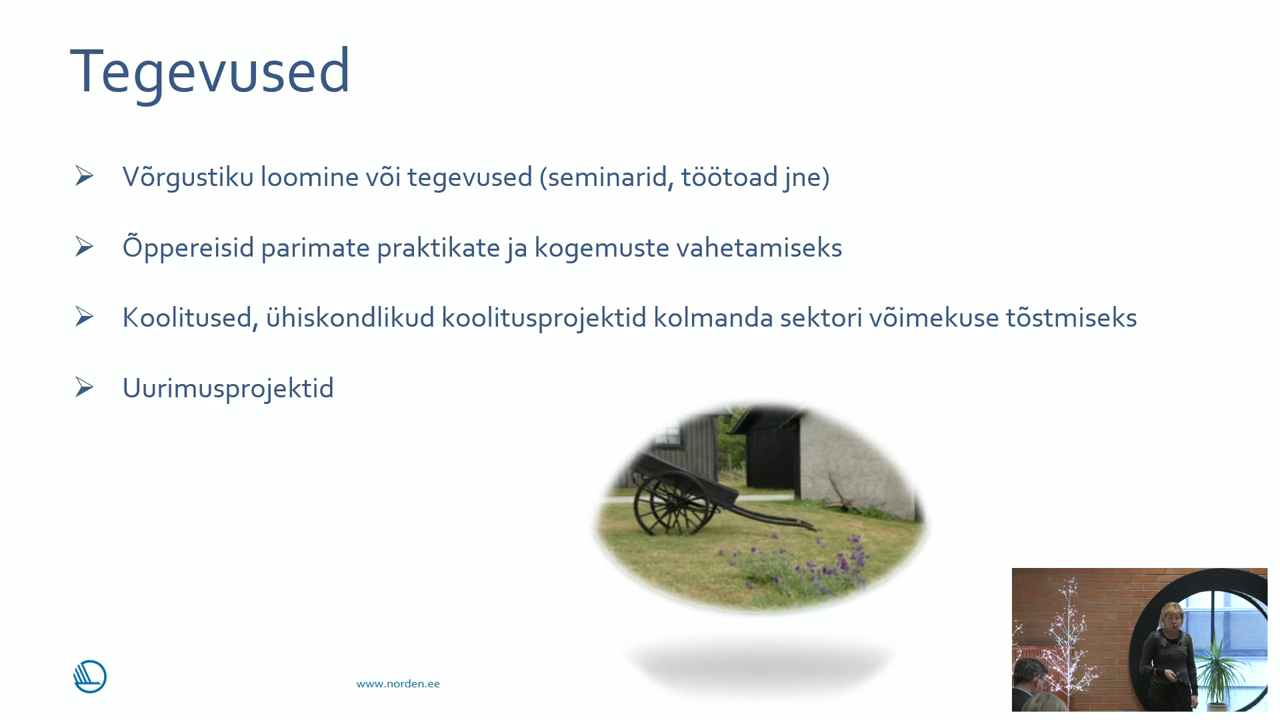 Tegevused
Võrgustiku loomine või tegevused (seminarid, töötoad jne)
Õppereisid parimate praktikate ja kogemuste vahetamiseks
Koolitused, ühiskondlikud koolitusprojektid kolmanda sektori võimekuse tõstmiseks
Uurimusprojektid
www.norden.ee